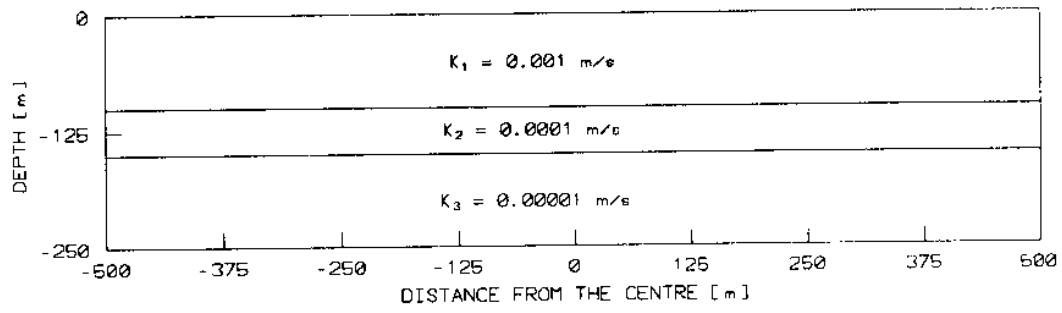 0
K₁ = 0.001 m/s
-125
K₂ = 0.0001 m/s
K₃ = 0.00001 m/s
-250
DEPTH [m]
-500 -375 -250 -125 0 125 250 375 500
DISTANCE FROM THE CENTRE [m]